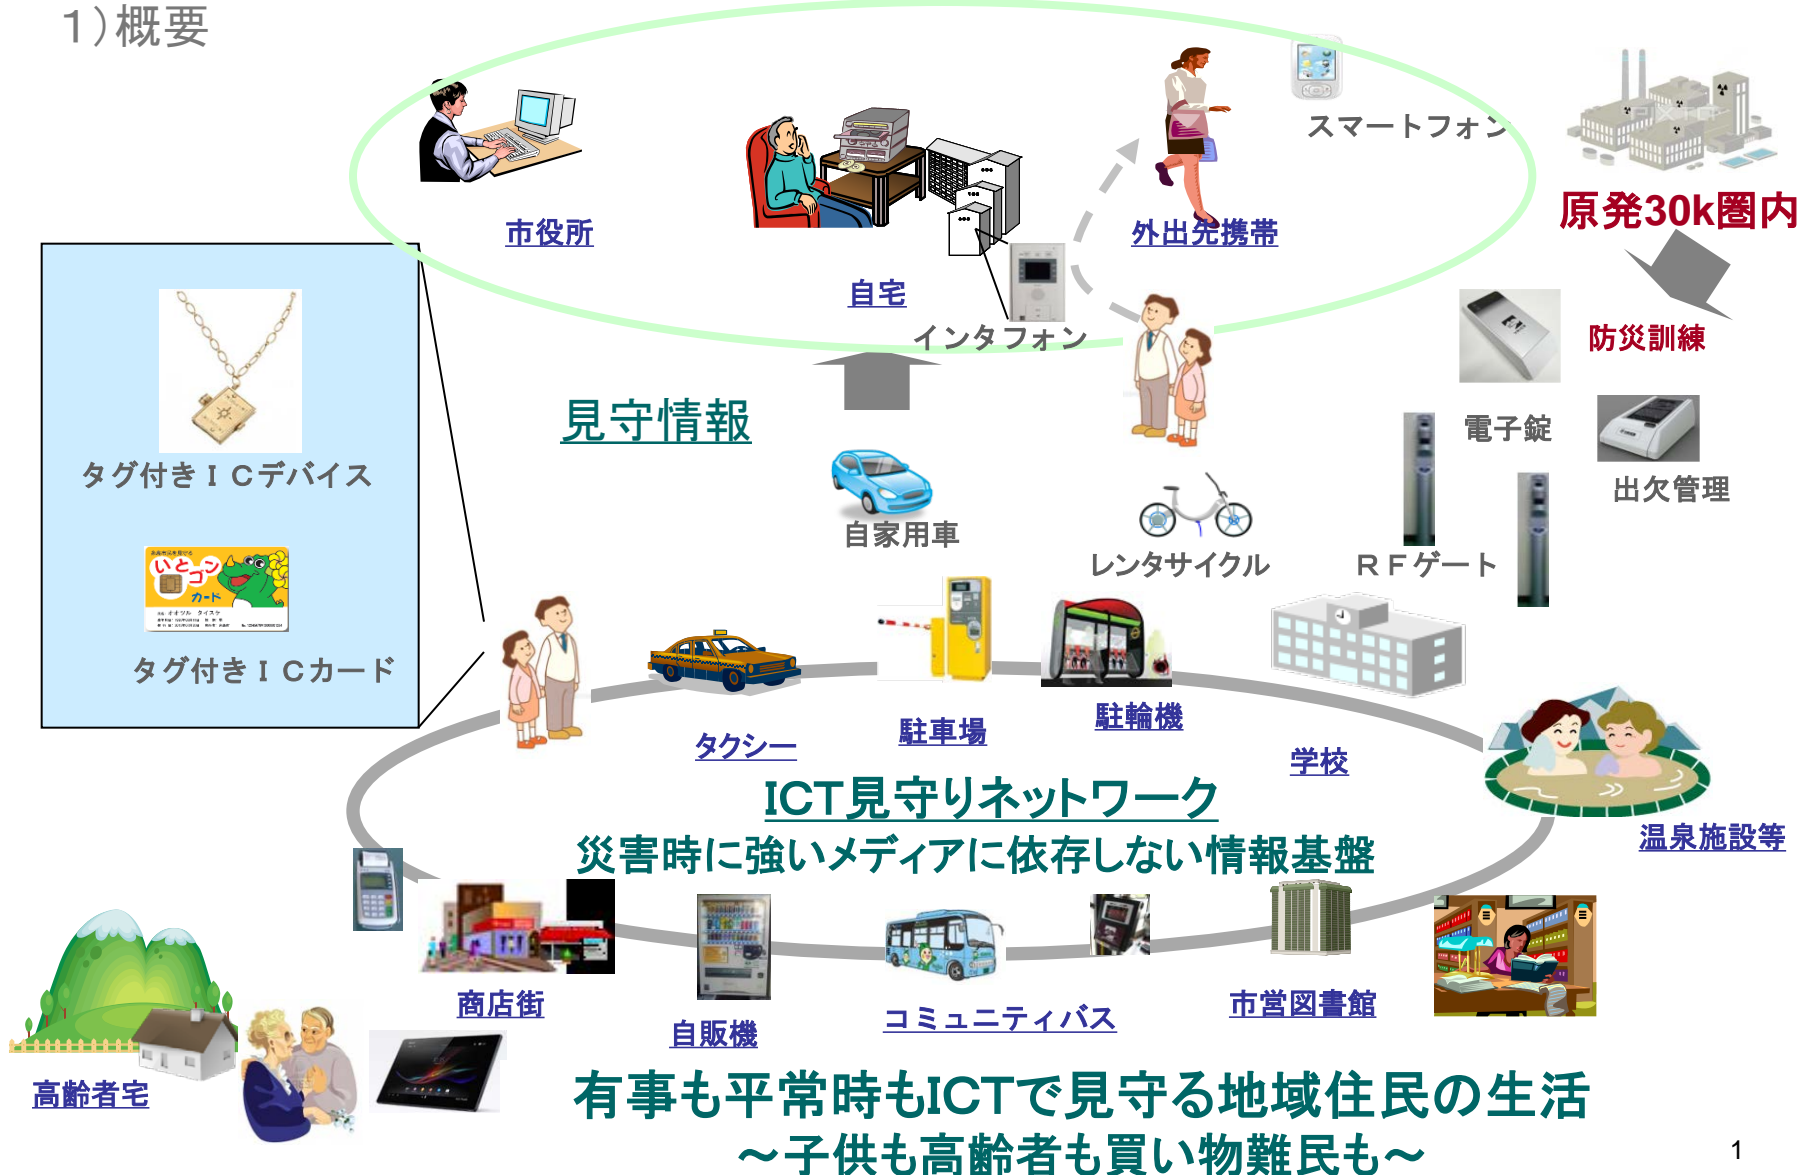 1）概要
スマートフォン
原発30k圏内
市役所
外出先携帯
自宅
インタフォン
防災訓練
見守情報
電子錠
タグ付きＩＣデバイス
出欠管理
自家用車
レンタサイクル
ＲＦゲート
いとゴン
カード
オオツル　タイスケ
タグ付きＩＣカード
駐輪機
駐車場
タクシー
学校
ICT見守りネットワーク
温泉施設等
災害時に強いメディアに依存しない情報基盤
商店街
市営図書館
コミュニティバス
自販機
高齢者宅
有事も平常時もICTで見守る地域住民の生活
～子供も高齢者も買い物難民も～
1